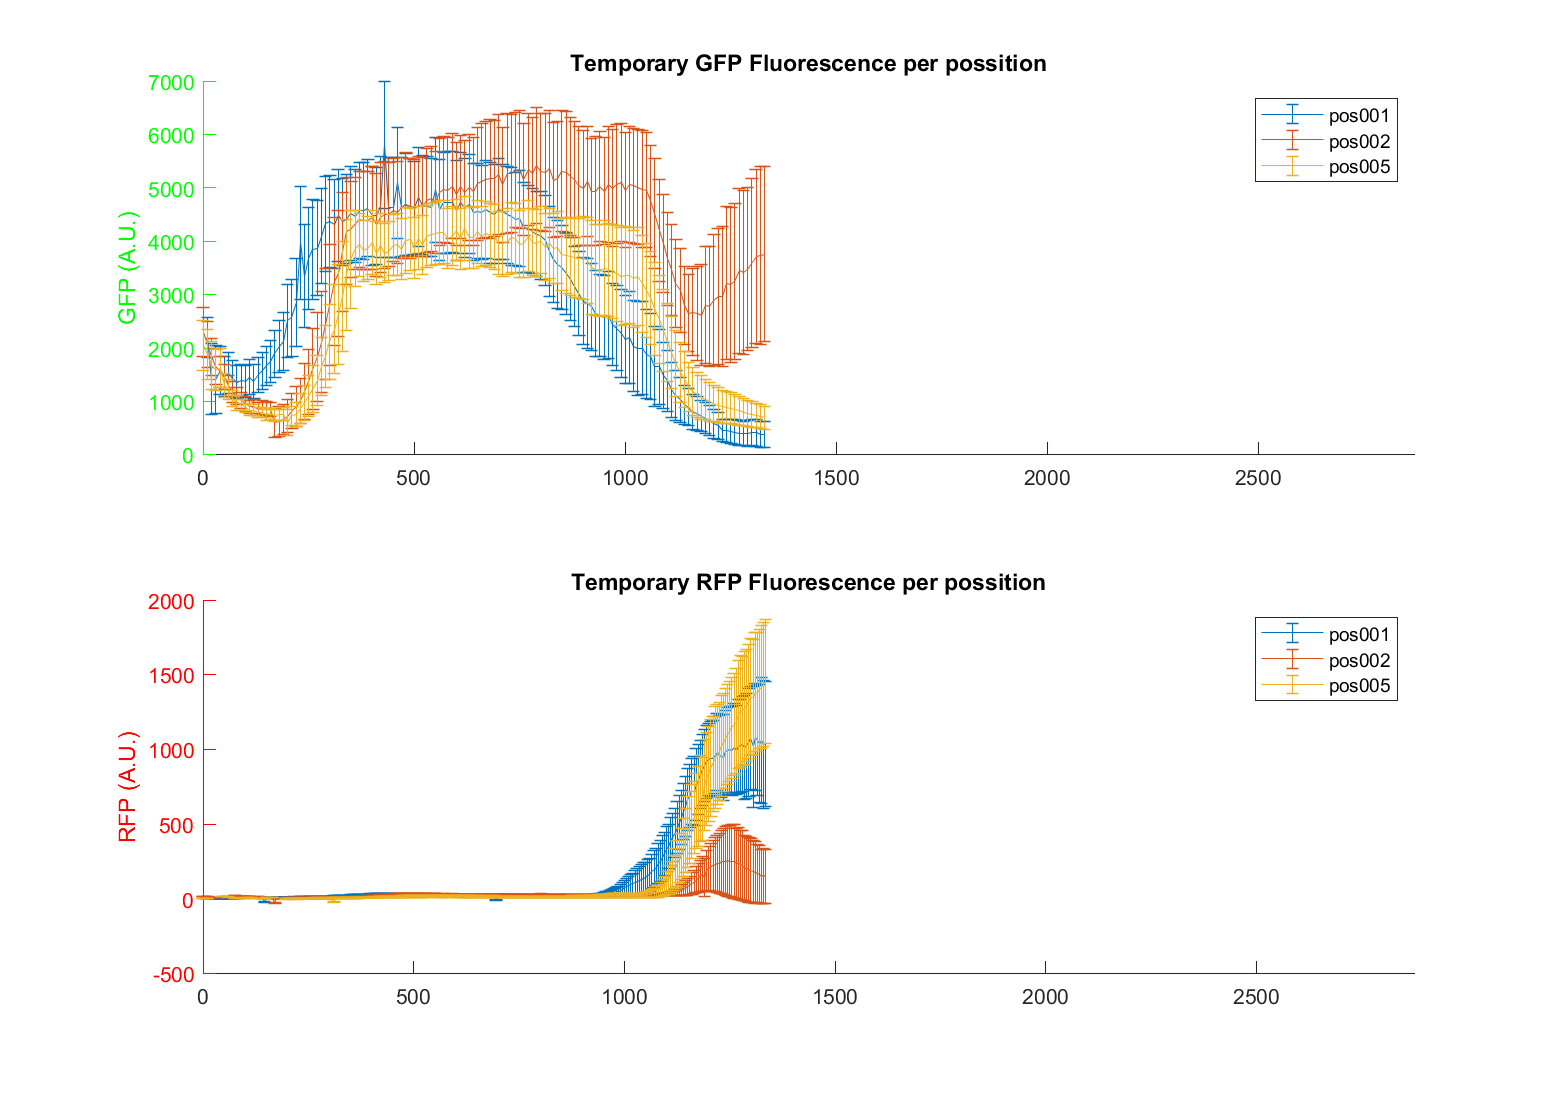 Temporary GFP Fluorescence per possition
7000
6000
5000
4000
3000
2000
1000
0
GFP (A.U.)
0 500 1000 1500 2000 2500
pos001
pos002
pos005
Temporary RFP Fluorescence per possition
2000
1500
1000
500
0
-500
RFP (A.U.)
0 500 1000 1500 2000 2500
pos001
pos002
pos005